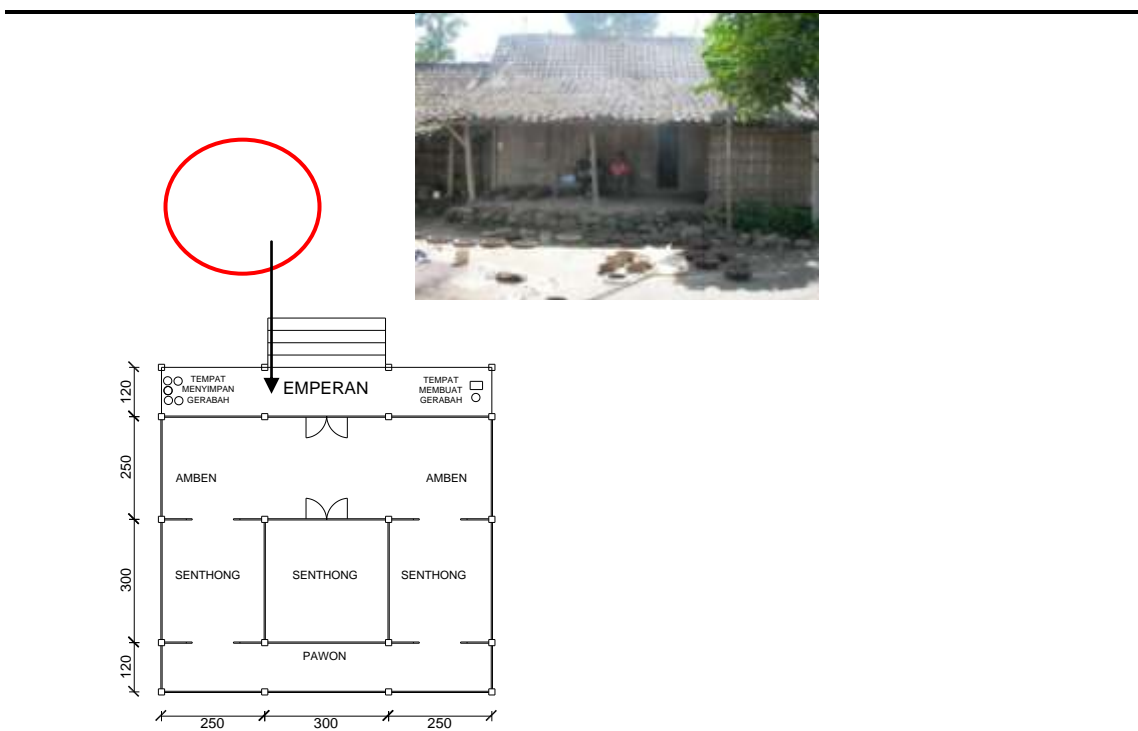 TEMPAT
MENYIMPAN
GERABAH
EMPERAN
TEMPAT
MEMBUAT
GERABAH
120
250
AMBEN
AMBEN
300
SENTHONG
SENTHONG
SENTHONG
120
PAWON
250
300
250